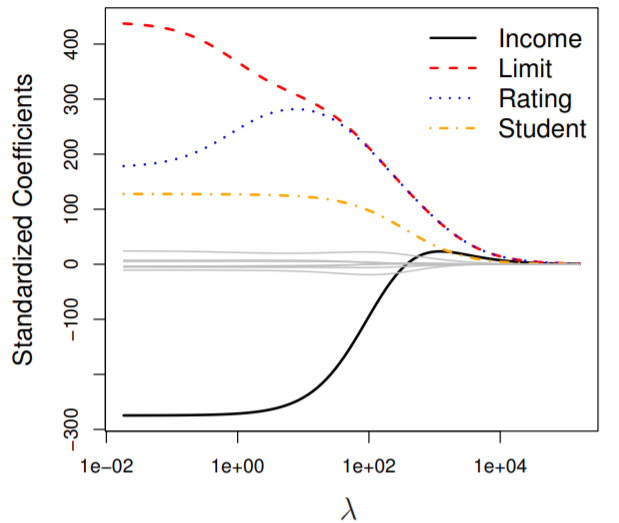 Income
Limit
Rating
Student
Standardized Coefficients
400
300
200
100
0
−100
−300
1e−02
1e+00
1e+02
1e+04
λ